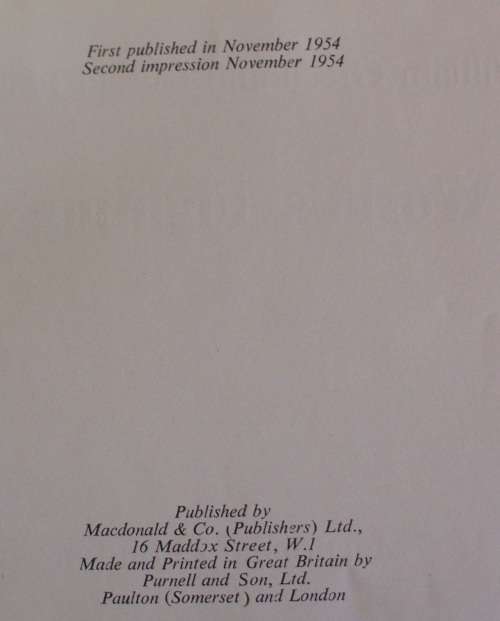 First published in November 1954
Second impression November 1954
Published by
Macdonald & Co. (Publishers) Ltd.,
16 Maddox Street, W.1
Made and Printed in Great Britain by
Purnell and Son, Ltd.
Paulton (Somerset) and London